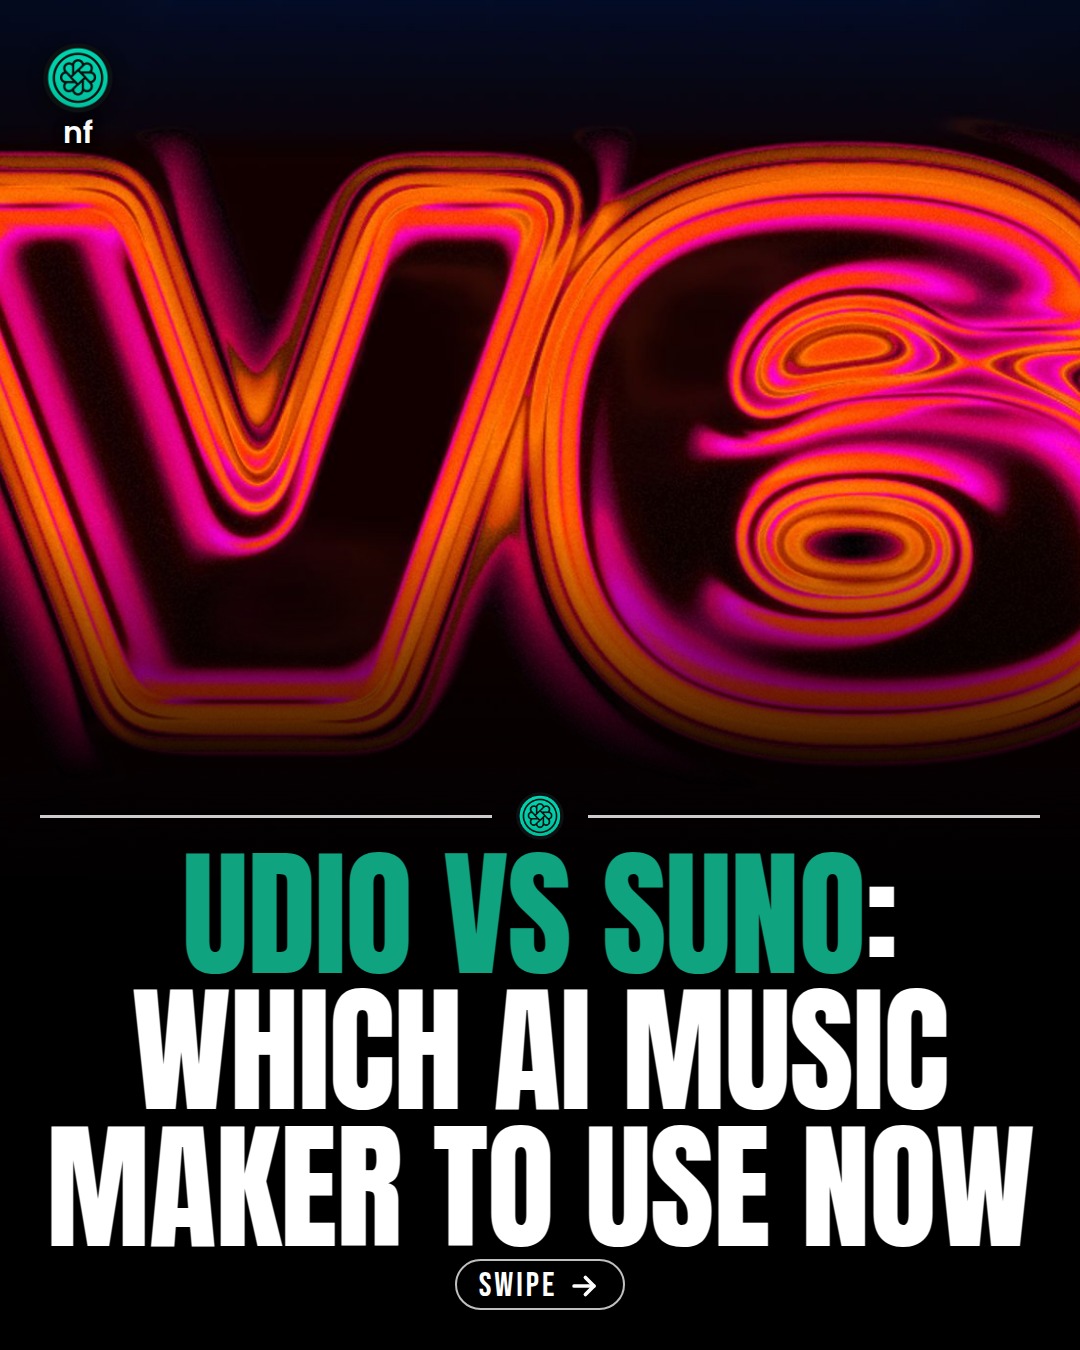 nf
V6
UDIO VS SUNO:
WHICH AI MUSIC
MAKER TO USE NOW
SWIPE →